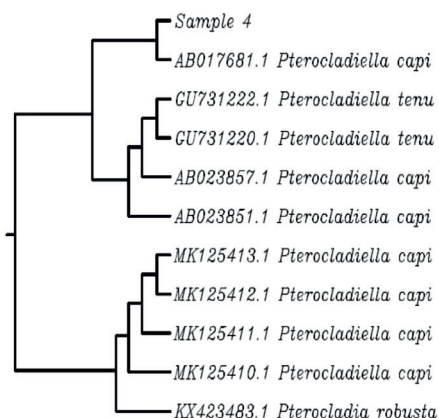 Sample 4
AB017681.1 Pterocladiella capi
GU731222.1 Pterocladiella tenu
GU731220.1 Pterocladiella tenu
AB023857.1 Pterocladiella capi
AB023851.1 Pterocladiella capi
MK125413.1 Pterocladiella capi
MK125412.1 Pterocladiella capi
MK125411.1 Pterocladiella capi
MK125410.1 Pterocladiella capi
KX423483.1 Pterocladia robusta